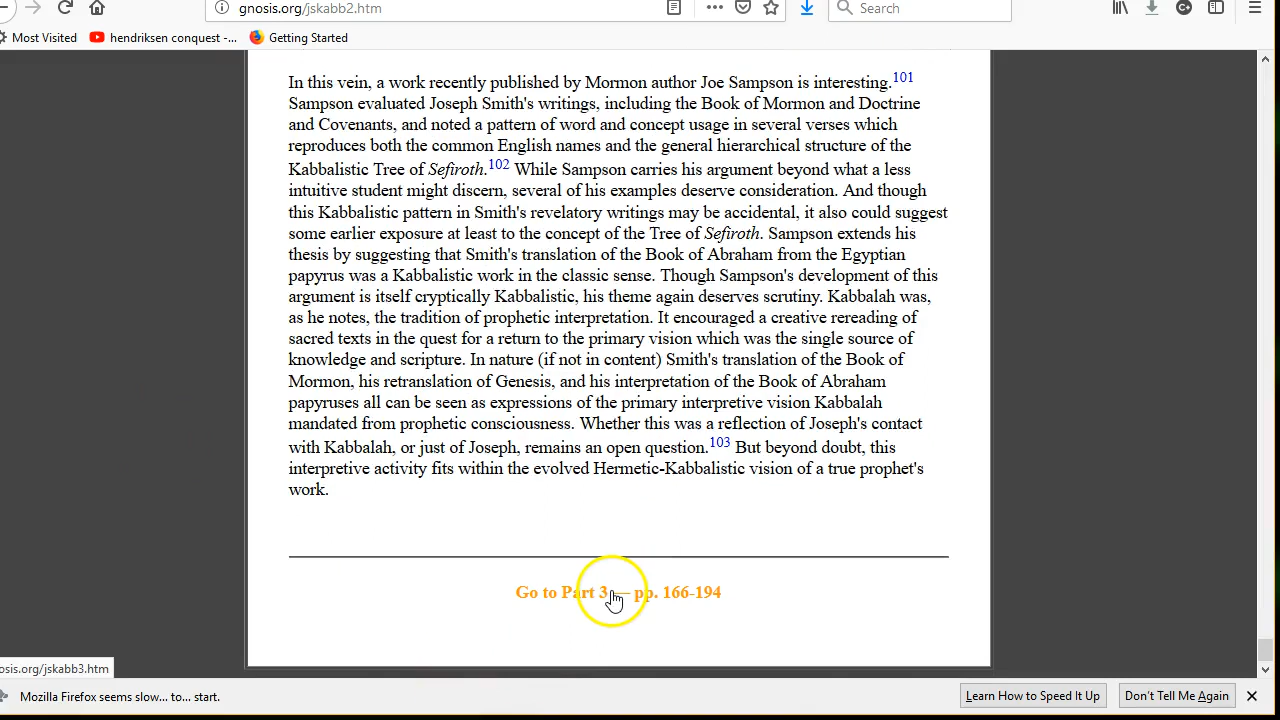 gnosis.org/jskabb2.htm
Search
Most Visited
hendriksen conquest -...
Getting Started
In this vein, a work recently published by Mormon author Joe Sampson is interesting.101
Sampson evaluated Joseph Smith's writings, including the Book of Mormon and Doctrine
and Covenants, and noted a pattern of word and concept usage in several verses which
reproduces both the common English names and the general hierarchical structure of the
Kabbalistic Tree of Sefiroth.102 While Sampson carries his argument beyond what a less
intuitive student might discern, several of his examples deserve consideration. And though
this Kabbalistic pattern in Smith's revelatory writings may be accidental, it also could suggest
some earlier exposure at least to the concept of the Tree of Sefiroth. Sampson extends his
thesis by suggesting that Smith's translation of the Book of Abraham from the Egyptian
papyrus was a Kabbalistic work in the classic sense. Though Sampson's development of this
argument is itself cryptically Kabbalistic, his theme again deserves scrutiny. Kabbalah was,
as he notes, the tradition of prophetic interpretation. It encouraged a creative rereading of
sacred texts in the quest for a return to the primary vision which was the single source of
knowledge and scripture. In nature (if not in content) Smith's translation of the Book of
Mormon, his retranslation of Genesis, and his interpretation of the Book of Abraham
papyruses all can be seen as expressions of the primary interpretive vision Kabbalah
mandated from prophetic consciousness. Whether this was a reflection of Joseph's contact
with Kabbalah, or just of Joseph, remains an open question.103 But beyond doubt, this
interpretive activity fits within the evolved Hermetic-Kabbalistic vision of a true prophet's
work.
Go to Part 3 — pp. 166-194
osis.org/jskabb3.htm
Mozilla Firefox seems slow... to... start.
Learn How to Speed It Up
Don't Tell Me Again